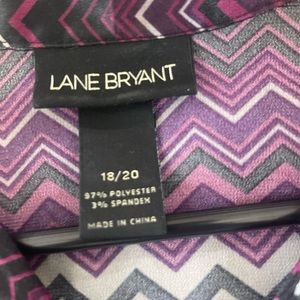 LANE BRYANT
18/20
97% POLYESTER
3% SPANDEX
MADE IN CHINA